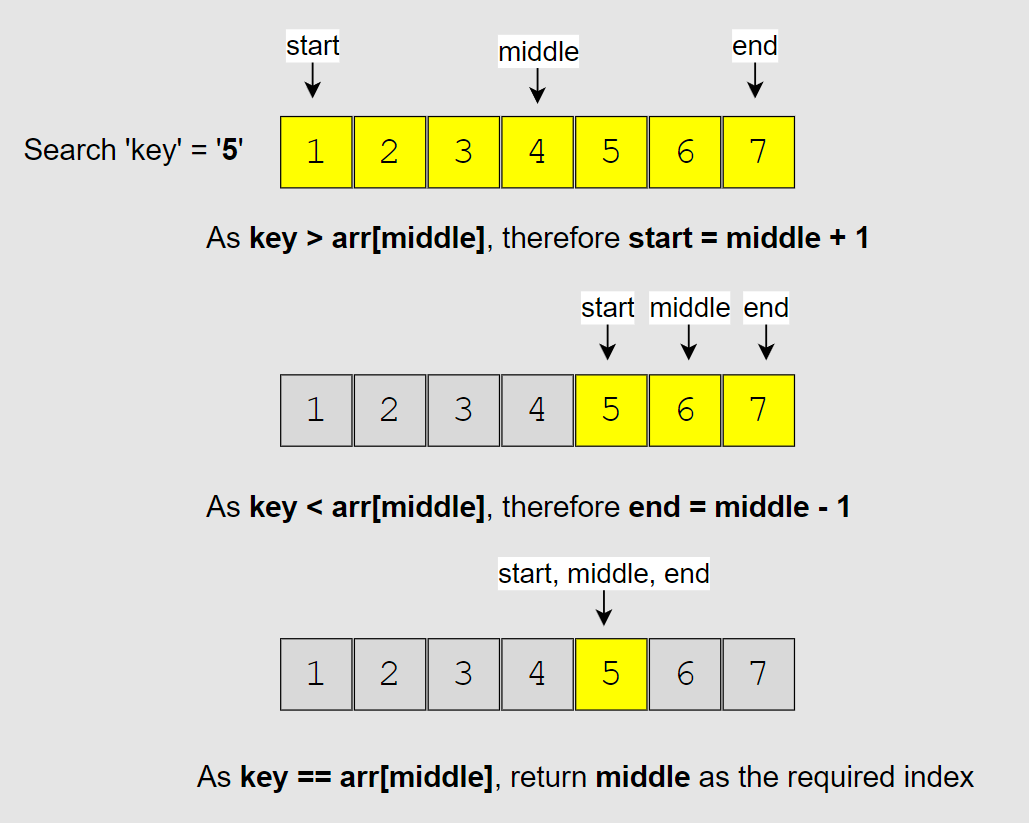 start middle end
Search 'key' = '5' 1 2 3 4 5 6 7
As key > arr[middle], therefore start = middle + 1
start middle end
1 2 3 4 5 6 7
As key < arr[middle], therefore end = middle - 1
start, middle, end
1 2 3 4 5 6 7
As key == arr[middle], return middle as the required index